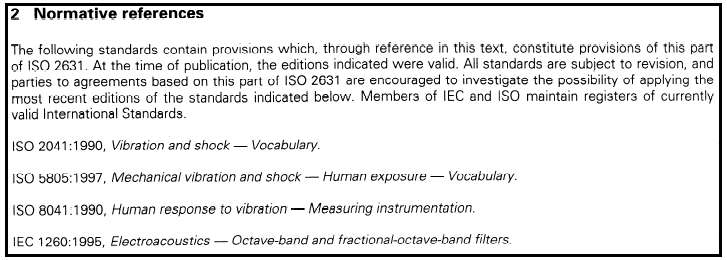 2 Normative references
The following standards contain provisions which, through reference in this text, constitute provisions of this part
of ISO 2631. At the time of publication, the editions indicated were valid. All standards are subject to revision, and
parties to agreements based on this part of ISO 2631 are encouraged to investigate the possibility of applying the
most recent editions of the standards indicated below. Members of IEC and ISO maintain registers of currently
valid International Standards.
ISO 2041:1990, Vibration and shock — Vocabulary.
ISO 5805:1997, Mechanical vibration and shock — Human exposure — Vocabulary.
ISO 8041:1990, Human response to vibration — Measuring instrumentation.
IEC 1260:1995, Electroacoustics — Octave-band and fractional-octave-band filters.